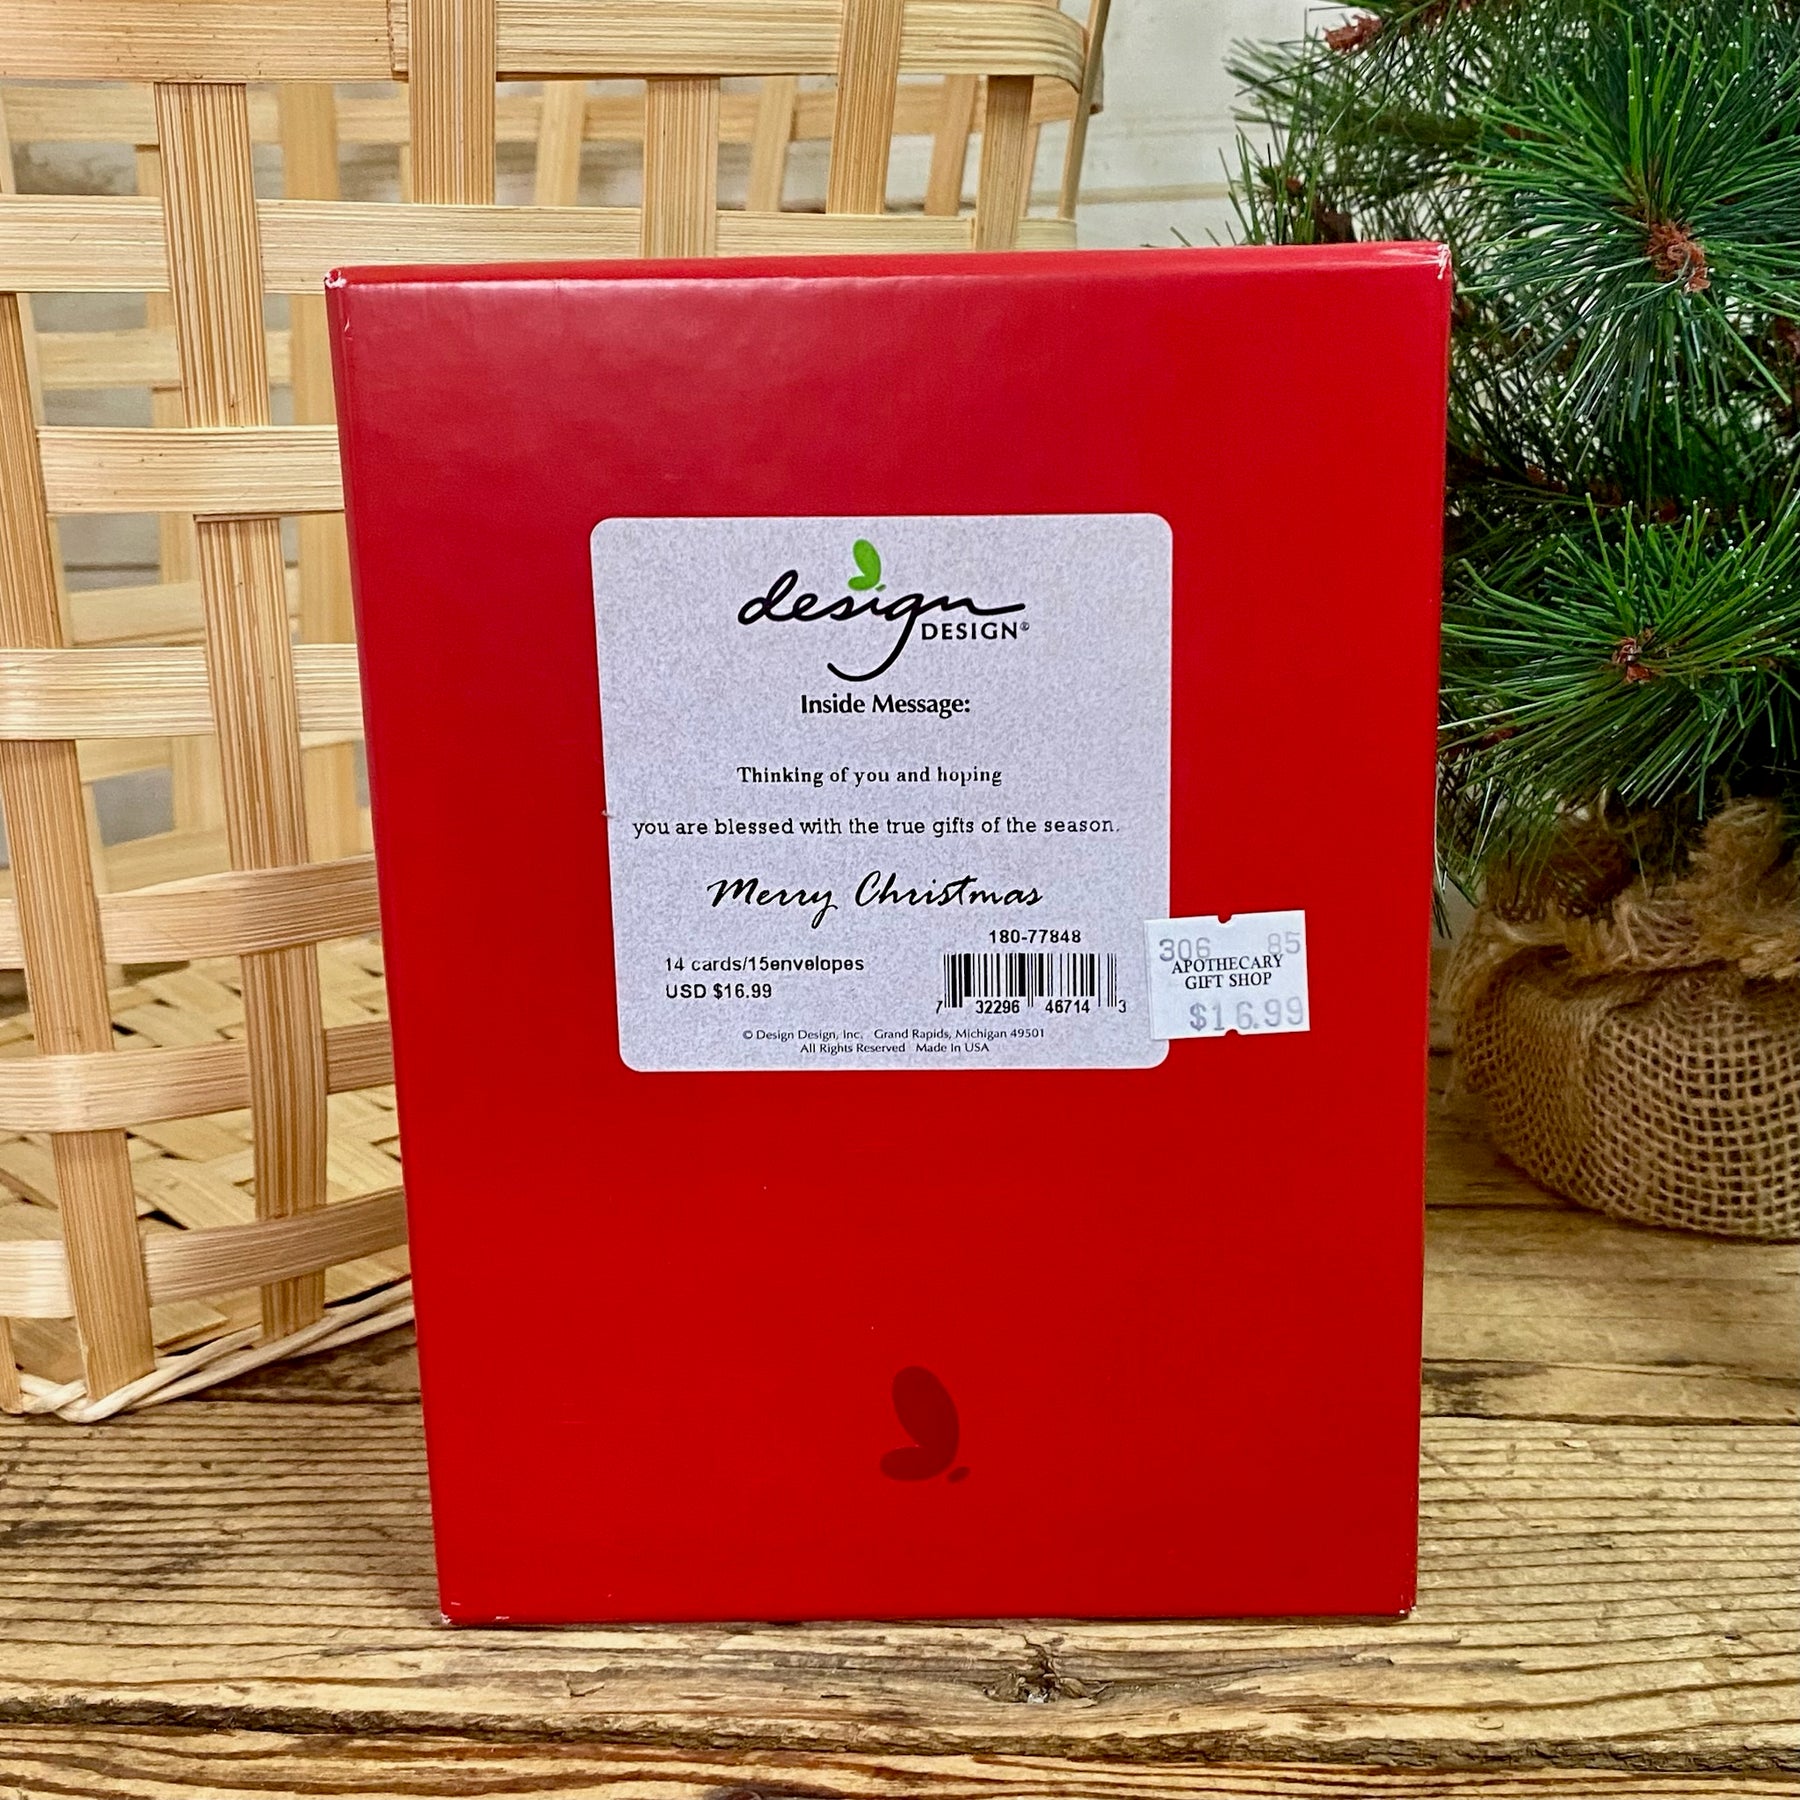 design
DESIGN®
Inside Message:
Thinking of you and hoping
you are blessed with the true gifts of the season.
Merry Christmas
180-77848
14 cards/15envelopes
USD $16.99
7 32296 46714 3
© Design Design, Inc. Grand Rapids, Michigan 49501
All Rights Reserved Made In USA
306 85
APOTHECARY
GIFT SHOP
$16.99